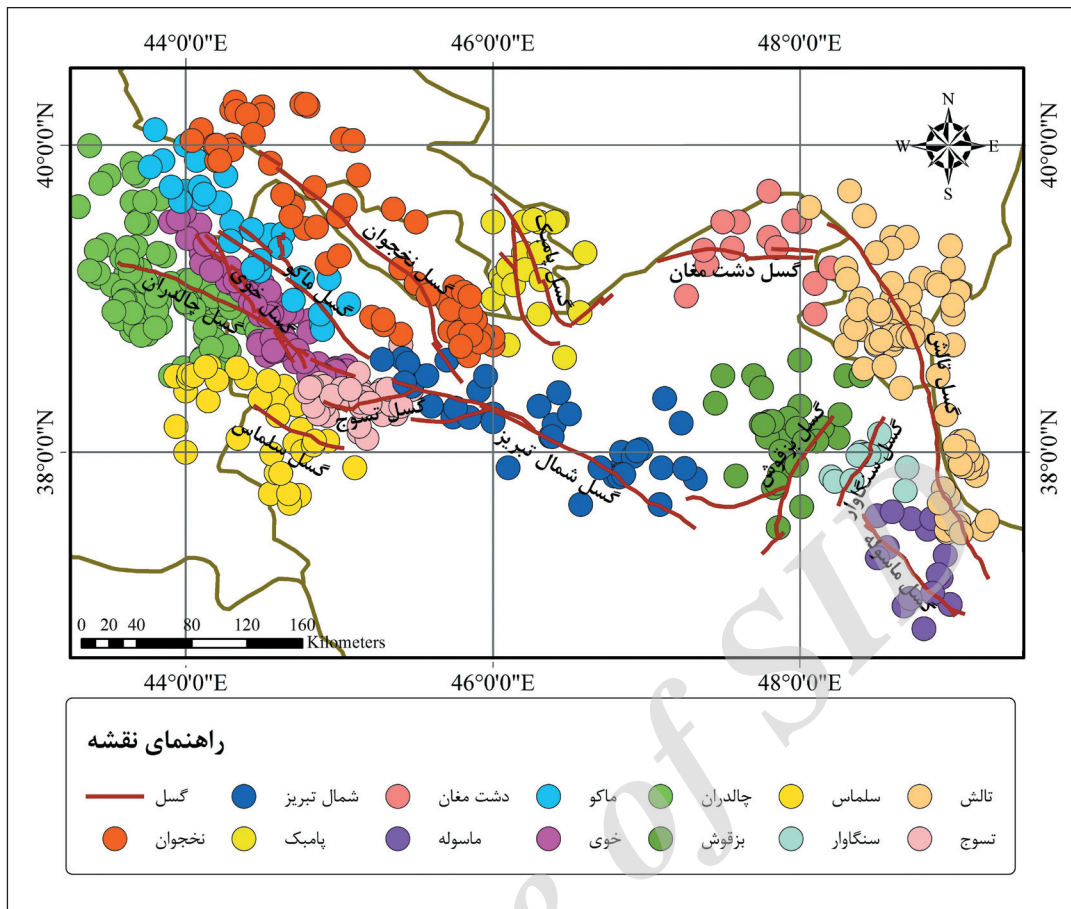 44°0'0"E 46°0'0"E 48°0'0"E
40°0'0"N
40°0'0"N
38°0'0"N
38°0'0"N
N
W E
S
گسل نخجوان
گسل پامبک
گسل دشت مغان
گسل ماکو
گسل خوی
گسل چالدران
گسل تالش
گسل تسوج
گسل سلماس
گسل شمال تبریز
گسل بزقوش
گسل سنگاوار
گسل ماسوله
0 20 40 80 120 160
Kilometers
44°0'0"E 46°0'0"E 48°0'0"E
راهنمای نقشه
تالش سلماس چالدران ماکو دشت مغان شمال تبریز گسل
تسوج سنگاوار بزقوش خوی ماسوله پامبک نخجوان
of SID